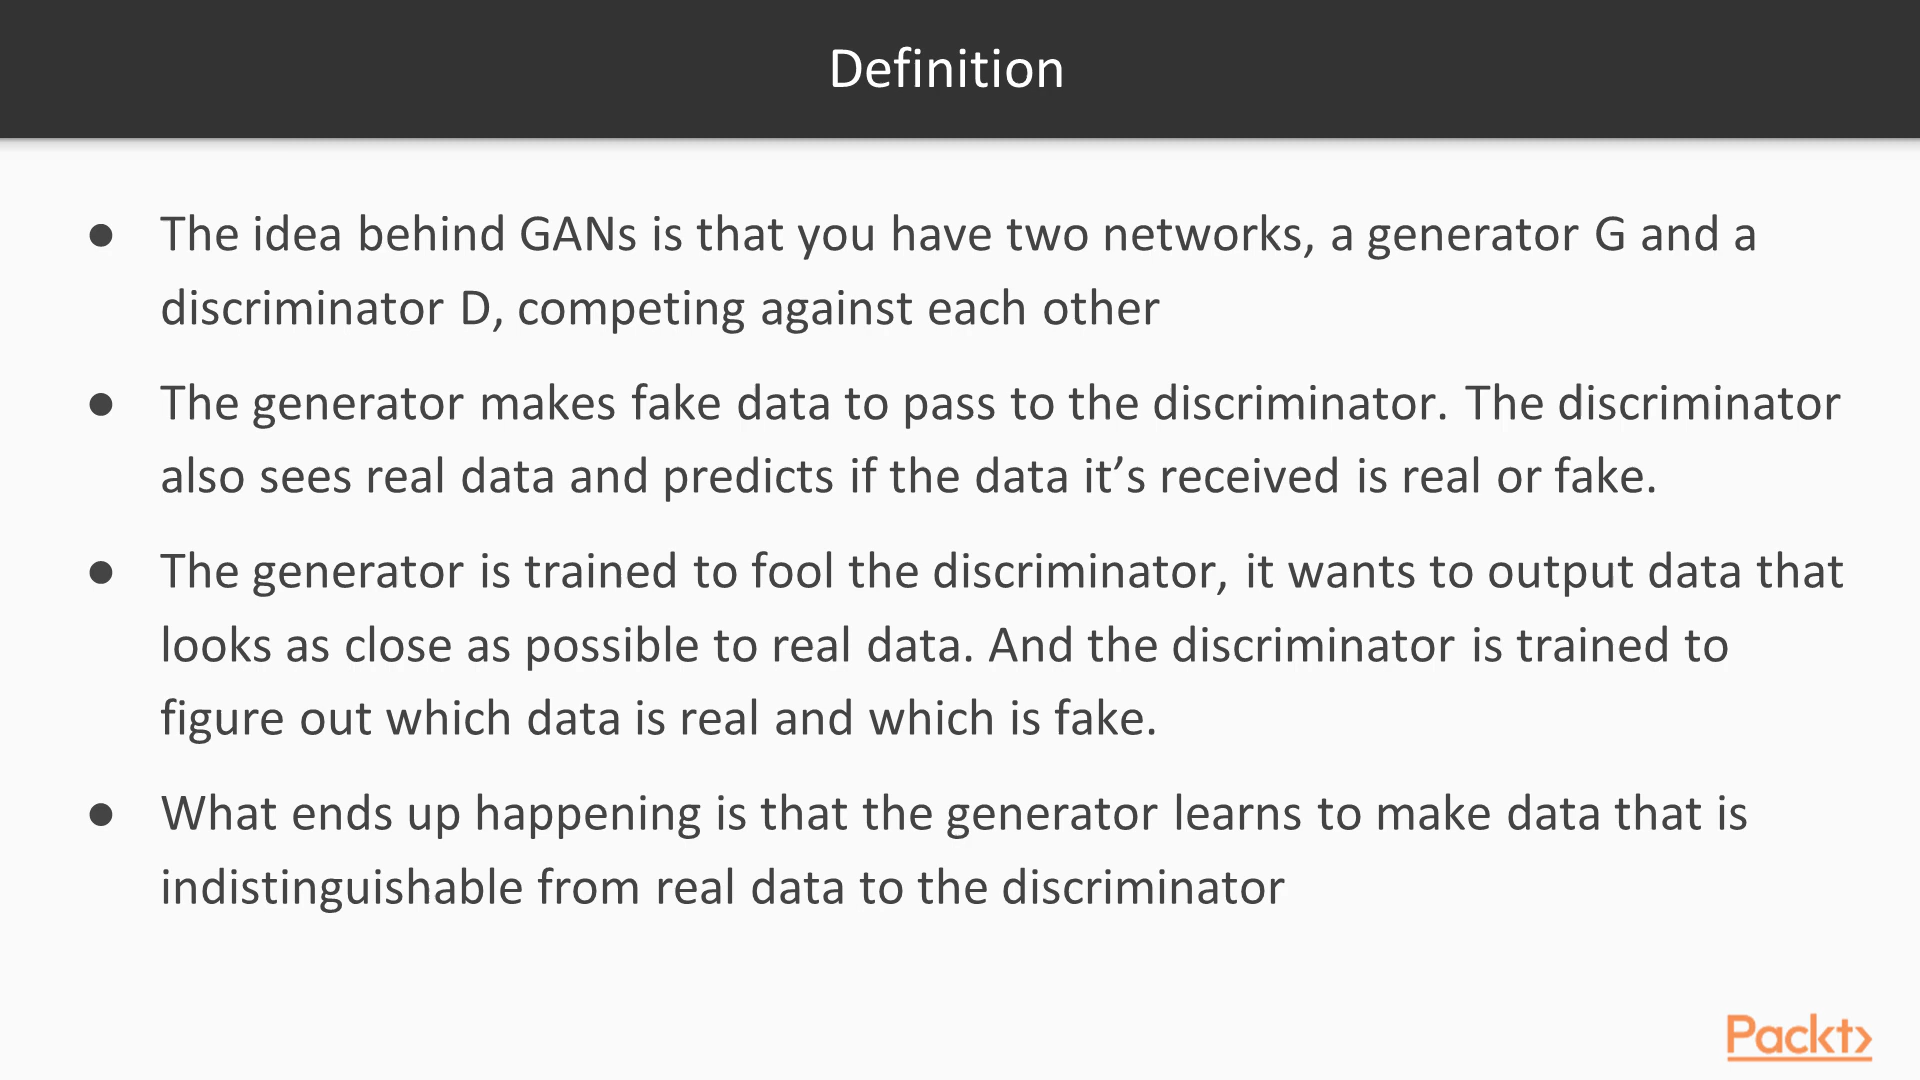 Definition
● The idea behind GANs is that you have two networks, a generator G and a
discriminator D, competing against each other
● The generator makes fake data to pass to the discriminator. The discriminator
also sees real data and predicts if the data it’s received is real or fake.
● The generator is trained to fool the discriminator, it wants to output data that
looks as close as possible to real data. And the discriminator is trained to
figure out which data is real and which is fake.
● What ends up happening is that the generator learns to make data that is
indistinguishable from real data to the discriminator
Packt>